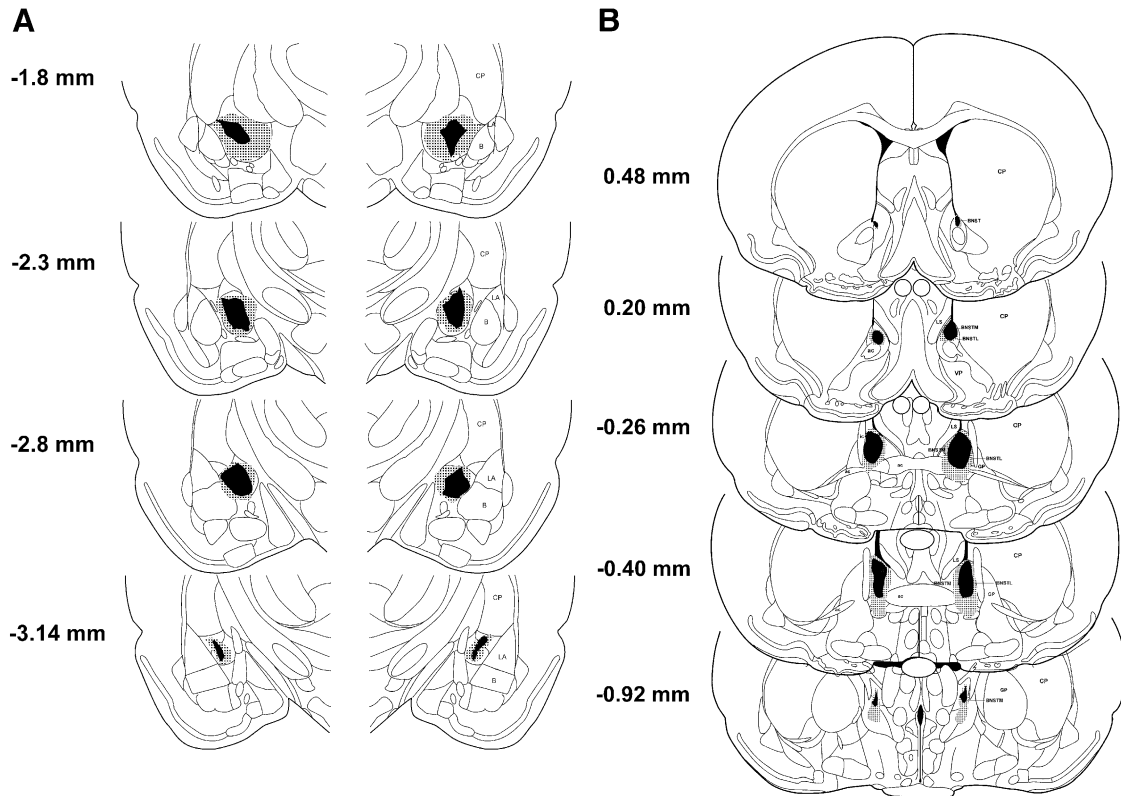 A
-1.8 mm
CP
LA
B
-2.3 mm
CP
LA
B
-2.8 mm
CP
LA
B
-3.14 mm
CP
LA
B
B
0.48 mm
CP
BNST
0.20 mm
CP
LS
BNSTM
BNSTL
ac
VP
-0.26 mm
CP
LS
BNSTM
BNSTL
GP
ac
-0.40 mm
CP
LS
BNSTM
BNSTL
GP
ac
-0.92 mm
CP
GP
BNSTM